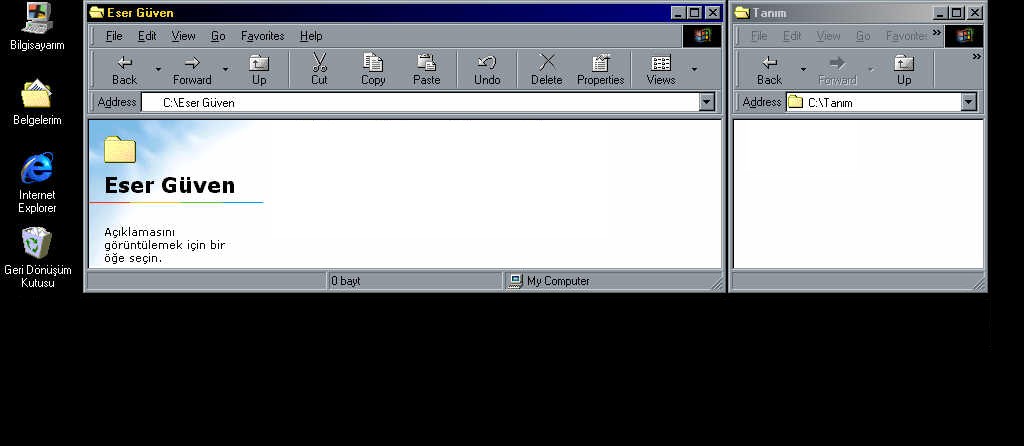 Bilgisayarım
Belgelerim
Internet
Explorer
Geri Dönüşüm
Kutusu
Eser Güven
File Edit View Go Favorites Help
Back Forward Up Cut Copy Paste Undo Delete Properties Views
Address C:\Eser Güven
Eser Güven
Açıklamasını
görüntülemek için bir
öğe seçin.
0 bayt My Computer
Tanım
File Edit View Go Favorites »
Back Forward Up »
Address C:\Tanım